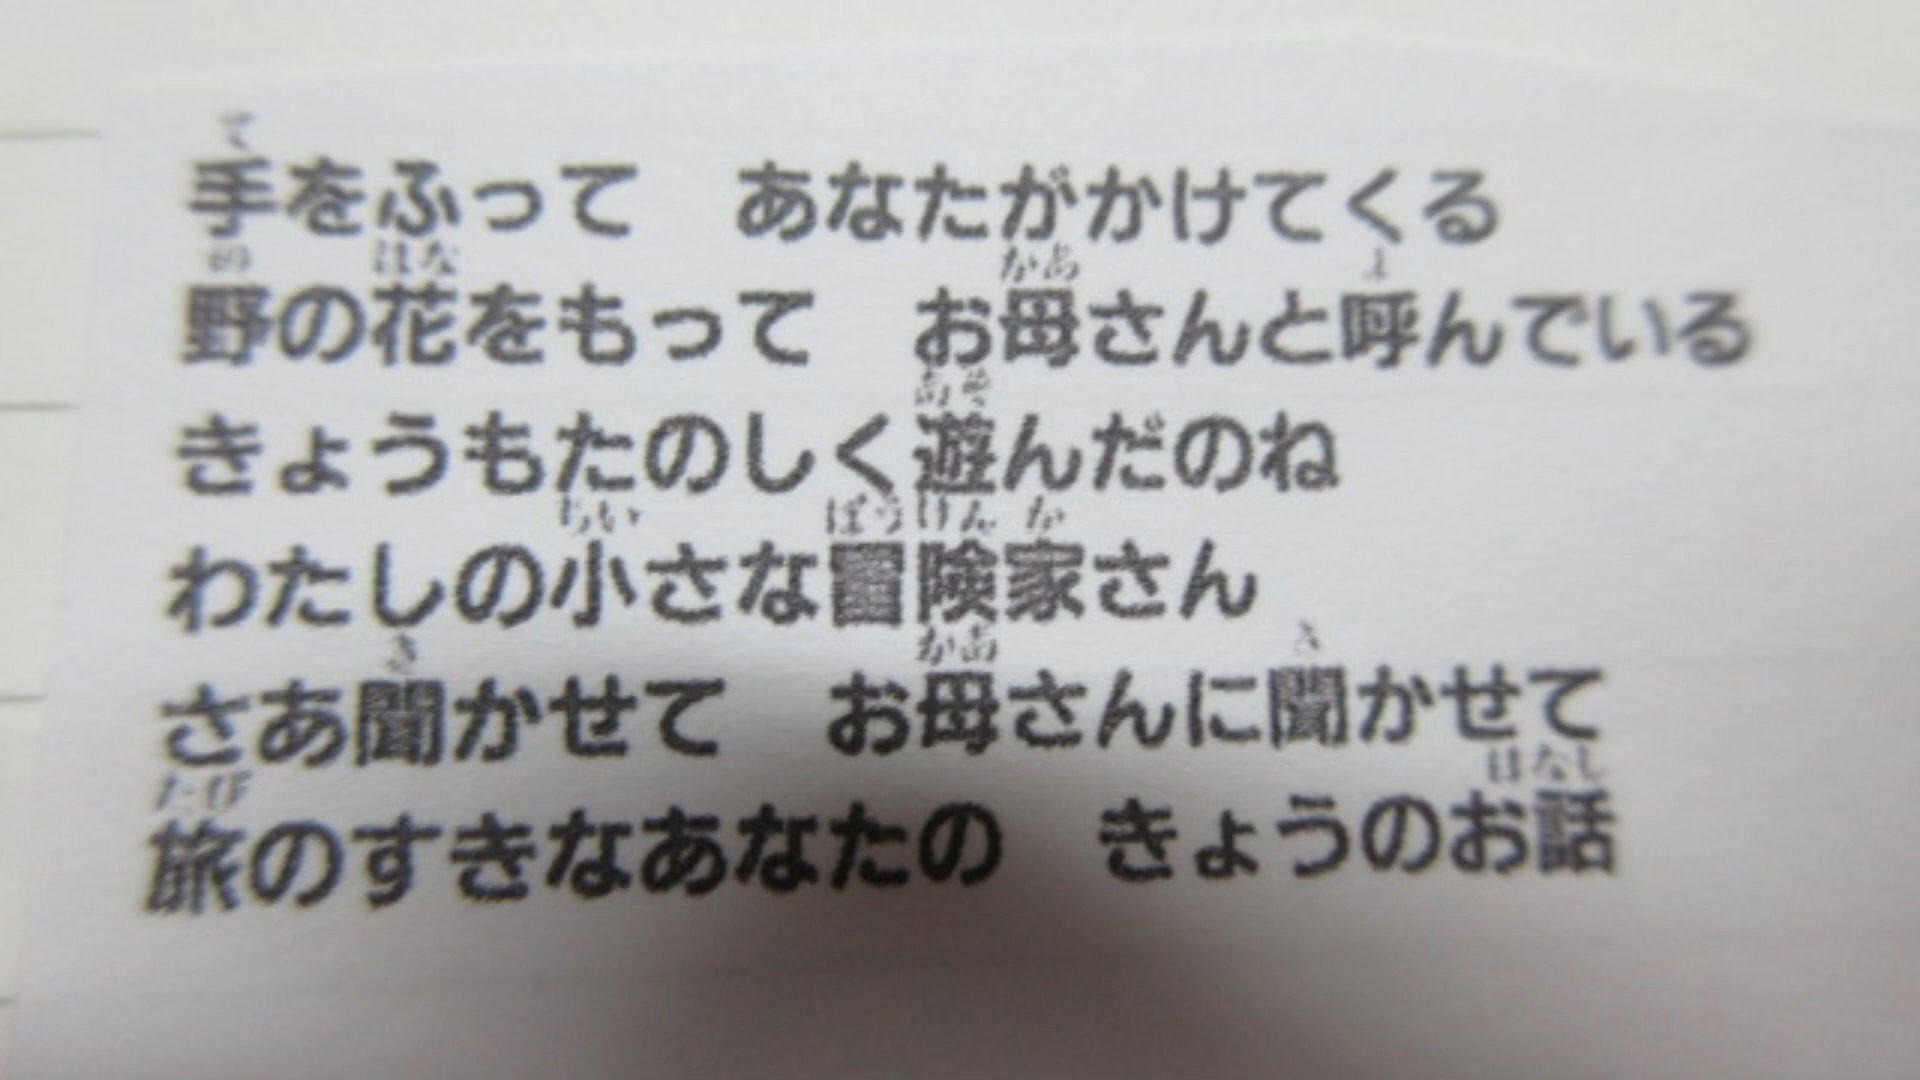 手をふって　あなたがかけてくる
野の花をもって　お母さんと呼んでいる
きょうもたのしく遊んだのね
わたしの小さな冒険家さん
さあ聞かせて　お母さんに聞かせて
旅のすきなあなたの　きょうのお話